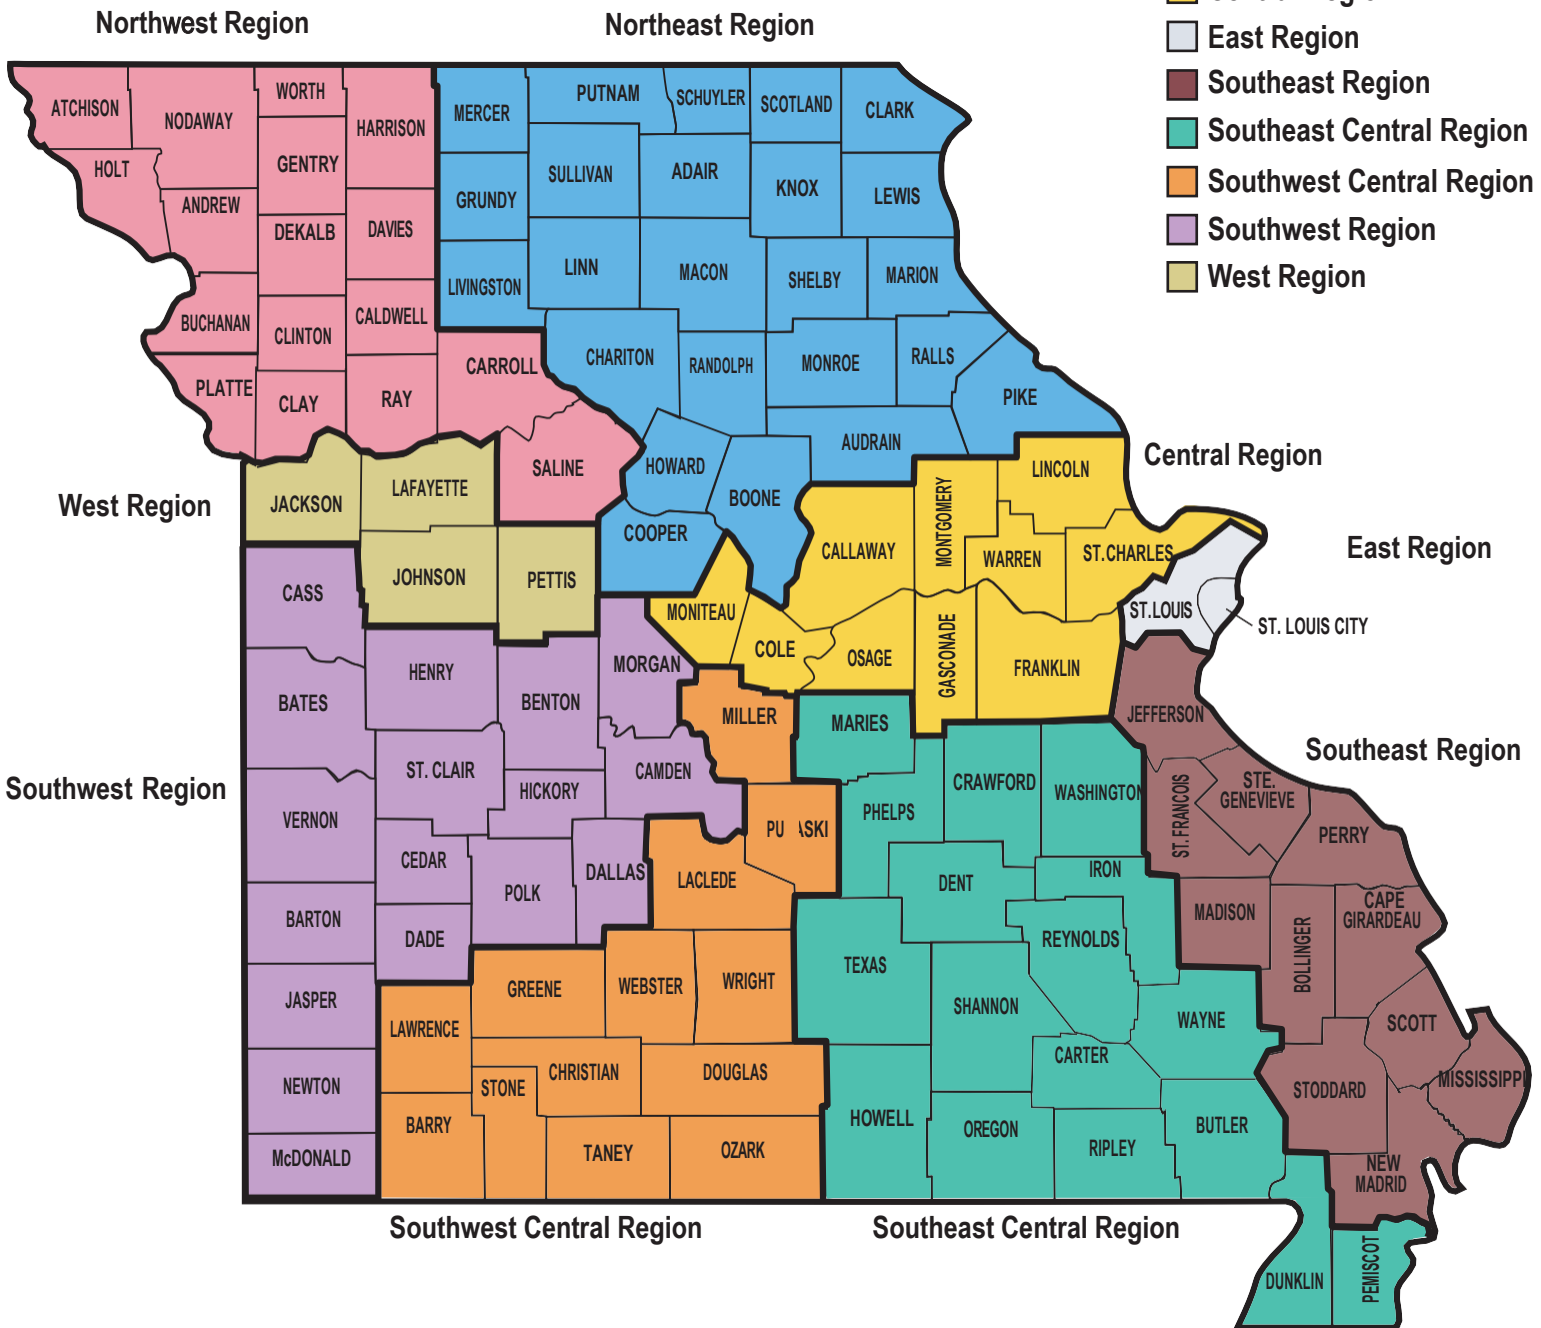 Northwest Region
Northeast Region
East Region
Southeast Region
Southeast Central Region
Southwest Central Region
Southwest Region
West Region
ATCHISON
NODAWAY
WORTH
HARRISON
HOLT
GENTRY
ANDREW
DEKALB
DAVIES
BUCHANAN
CLINTON
CALDWELL
PLATTE
CLAY
RAY
CARROLL
SALINE
MERCER
PUTNAM
SCHUYLER
SCOTLAND
CLARK
GRUNDY
SULLIVAN
ADAIR
KNOX
LEWIS
LIVINGSTON
LINN
MACON
SHELBY
MARION
CHARITON
RANDOLPH
MONROE
RALLS
PIKE
AUDRAIN
HOWARD
BOONE
COOPER
Central Region
LINCOLN
MONTGOMERY
CALLAWAY
WARREN
ST.CHARLES
MONITEAU
COLE
OSAGE
GASCONADE
FRANKLIN
East Region
ST.LOUIS
ST. LOUIS CITY
West Region
JACKSON
LAFAYETTE
JOHNSON
PETTIS
Southwest Region
CASS
BATES
HENRY
BENTON
MORGAN
ST. CLAIR
HICKORY
CAMDEN
VERNON
CEDAR
POLK
DALLAS
BARTON
DADE
JASPER
NEWTON
McDONALD
MILLER
PU ASKI
LACLEDE
GREENE
WEBSTER
WRIGHT
LAWRENCE
STONE
CHRISTIAN
DOUGLAS
BARRY
TANEY
OZARK
Southwest Central Region
MARIES
PHELPS
CRAWFORD
WASHINGTON
DENT
IRON
REYNOLDS
TEXAS
SHANNON
WAYNE
CARTER
HOWELL
OREGON
RIPLEY
BUTLER
DUNKLIN
PEMISCOT
Southeast Central Region
Southeast Region
JEFFERSON
ST. FRANCOIS
STE.
GENEVIEVE
PERRY
MADISON
BOLLINGER
CAPE
GIRARDEAU
SCOTT
STODDARD
MISSISSIPPI
NEW
MADRID